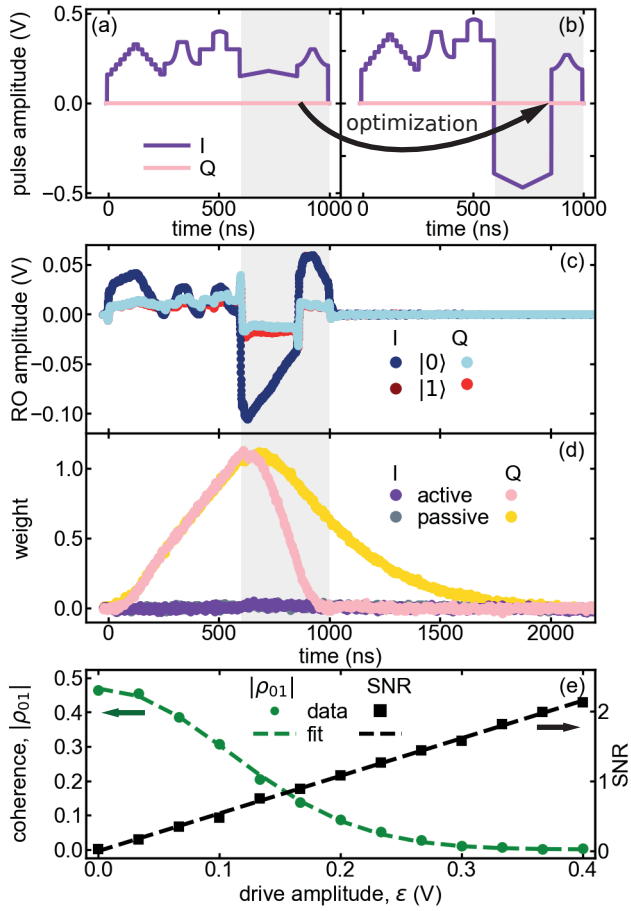 (a)
(b)
0.5
0.0
−0.5
pulse amplitude (V)
optimization
I
Q
0
500
1000
0
500
1000
time (ns)
time (ns)
(c)
0.05
0.00
−0.05
−0.10
RO amplitude (V)
I
Q
|0⟩
|1⟩
(d)
1.0
0.5
0.0
weight
I
Q
active
passive
0
500
1000
1500
2000
time (ns)
(e)
0.5
0.4
0.3
0.2
0.1
0.0
coherence, |ρ01|
|ρ01|
SNR
data
fit
2
1
0
SNR
0.0
0.1
0.2
0.3
0.4
drive amplitude, ε (V)